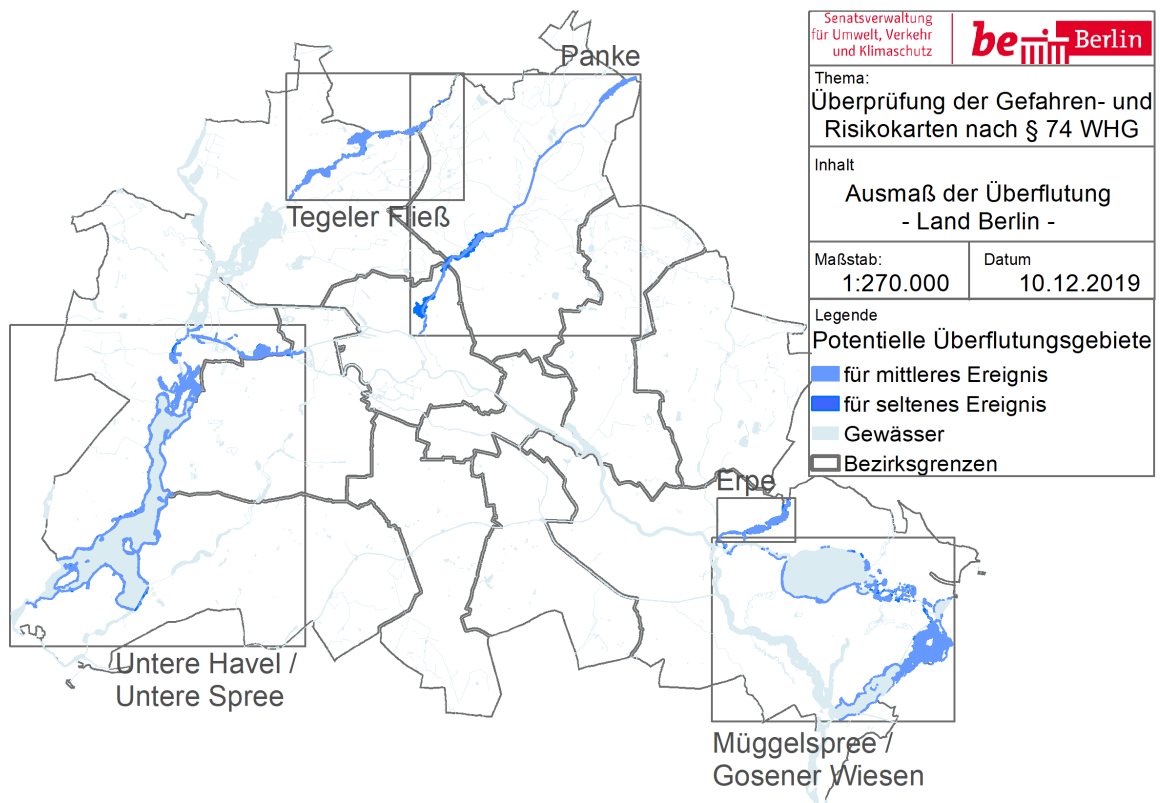 Panke
Tegeler Fließ
Erpe
Untere Havel /
Untere Spree
Müggelspree /
Gosener Wiesen
Senatsverwaltung
für Umwelt, Verkehr
und Klimaschutz
be Berlin
Thema:
Überprüfung der Gefahren- und
Risikokarten nach § 74 WHG
Inhalt
Ausmaß der Überflutung
- Land Berlin -
Maßstab:
1:270.000
Datum
10.12.2019
Legende
Potentielle Überflutungsgebiete
für mittleres Ereignis
für seltenes Ereignis
Gewässer
Bezirksgrenzen